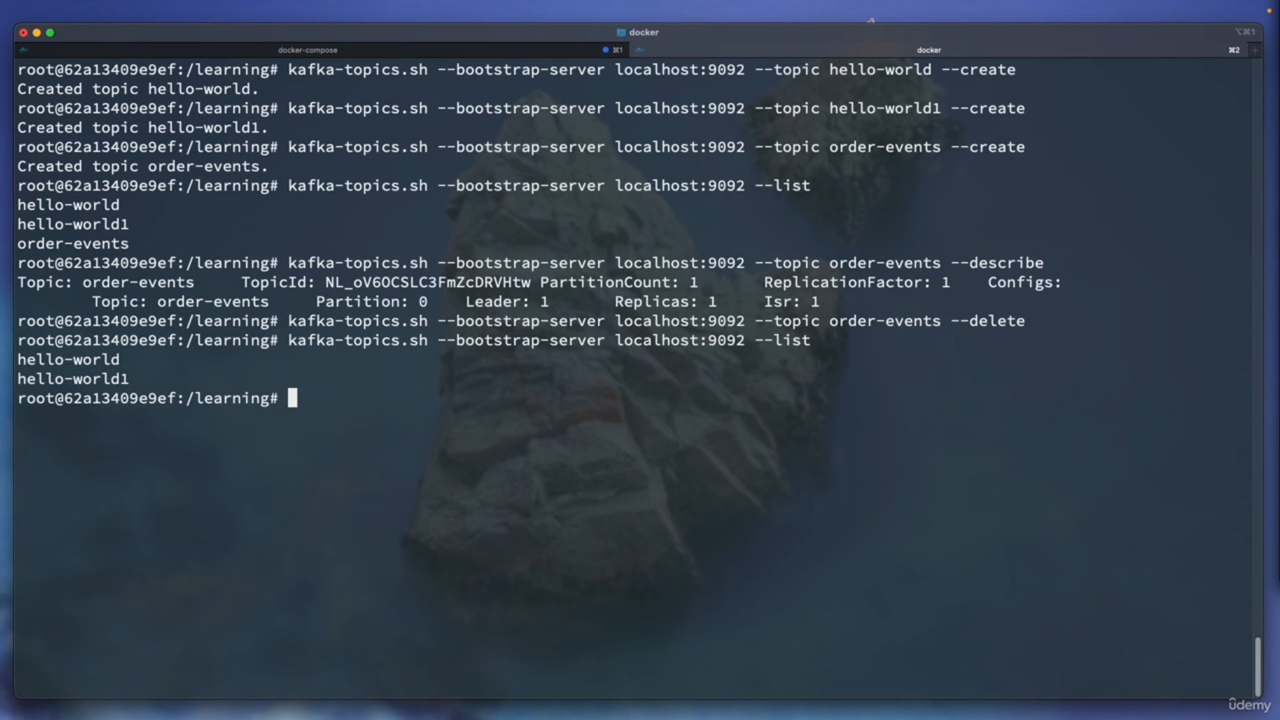 docker
⌥⌘1
docker-compose
⌘1
docker
⌘2
root@62a13409e9ef:/learning# kafka-topics.sh --bootstrap-server localhost:9092 --topic hello-world --create
Created topic hello-world.
root@62a13409e9ef:/learning# kafka-topics.sh --bootstrap-server localhost:9092 --topic hello-world1 --create
Created topic hello-world1.
root@62a13409e9ef:/learning# kafka-topics.sh --bootstrap-server localhost:9092 --topic order-events --create
Created topic order-events.
root@62a13409e9ef:/learning# kafka-topics.sh --bootstrap-server localhost:9092 --list
hello-world
hello-world1
order-events
root@62a13409e9ef:/learning# kafka-topics.sh --bootstrap-server localhost:9092 --topic order-events --describe
Topic: order-events TopicId: NL_oV6OCSLC3FmZcDRVHtw PartitionCount: 1 ReplicationFactor: 1 Configs:
Topic: order-events Partition: 0 Leader: 1 Replicas: 1 Isr: 1
root@62a13409e9ef:/learning# kafka-topics.sh --bootstrap-server localhost:9092 --topic order-events --delete
root@62a13409e9ef:/learning# kafka-topics.sh --bootstrap-server localhost:9092 --list
hello-world
hello-world1
root@62a13409e9ef:/learning#
ûdemy